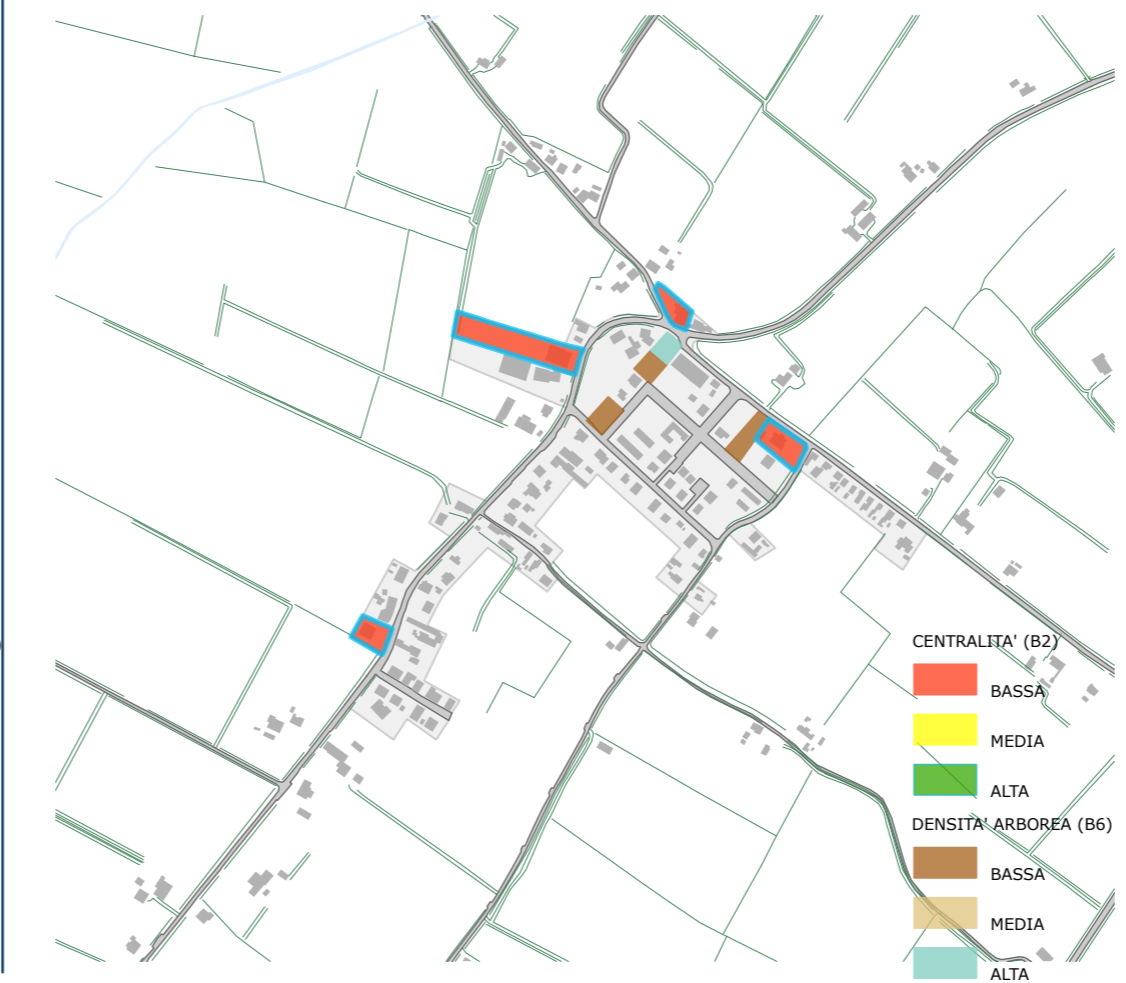 CENTRALITA' (B2)
BASSA
MEDIA
ALTA
DENSITA' ARBOREA (B6)
BASSA
MEDIA
ALTA